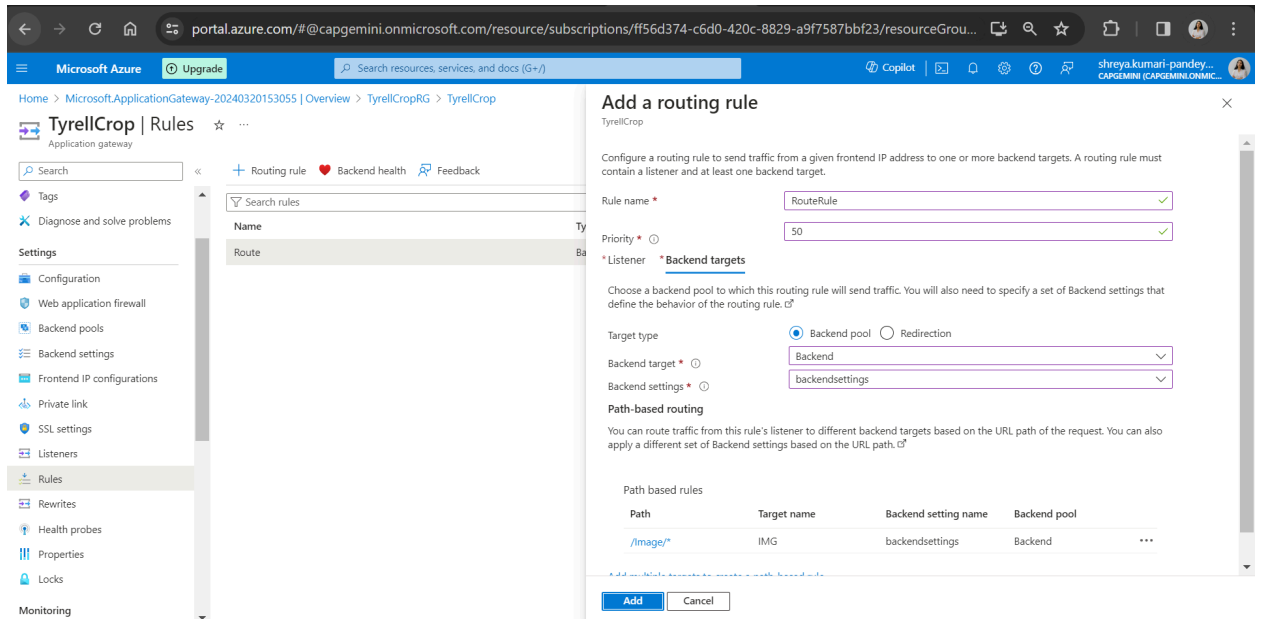 portal.azure.com/#@capgemini.onmicrosoft.com/resource/subscriptions/ff56d374-c6d0-420c-8829-a9f7587bbf23/resourceGrou...
Microsoft Azure
Upgrade
Search resources, services, and docs (G+/)
Copilot
shreya.kumari-pandey...
CAPGEMINI (CAPGEMINI.ONMIC...
Home > Microsoft.ApplicationGateway-20240320153055 | Overview > TyrellCropRG > TyrellCrop
TyrellCrop | Rules
Application gateway
Search
Tags
Diagnose and solve problems
Settings
Configuration
Web application firewall
Backend pools
Backend settings
Frontend IP configurations
Private link
SSL settings
Listeners
Rules
Rewrites
Health probes
Properties
Locks
Monitoring
Routing rule
Backend health
Feedback
Search rules
Name
Ty
Route
Ba
Add a routing rule
TyrellCrop
Configure a routing rule to send traffic from a given frontend IP address to one or more backend targets. A routing rule must
contain a listener and at least one backend target.
Rule name *
RouteRule
Priority *
50
* Listener
* Backend targets
Choose a backend pool to which this routing rule will send traffic. You will also need to specify a set of Backend settings that
define the behavior of the routing rule.
Target type
Backend pool
Redirection
Backend target *
Backend
Backend settings *
backendsettings
Path-based routing
You can route traffic from this rule's listener to different backend targets based on the URL path of the request. You can also
apply a different set of Backend settings based on the URL path.
Path based rules
Path Target name Backend setting name Backend pool
/Image/* IMG backendsettings Backend
Add multiple targets to create a path-based rule
Add
Cancel